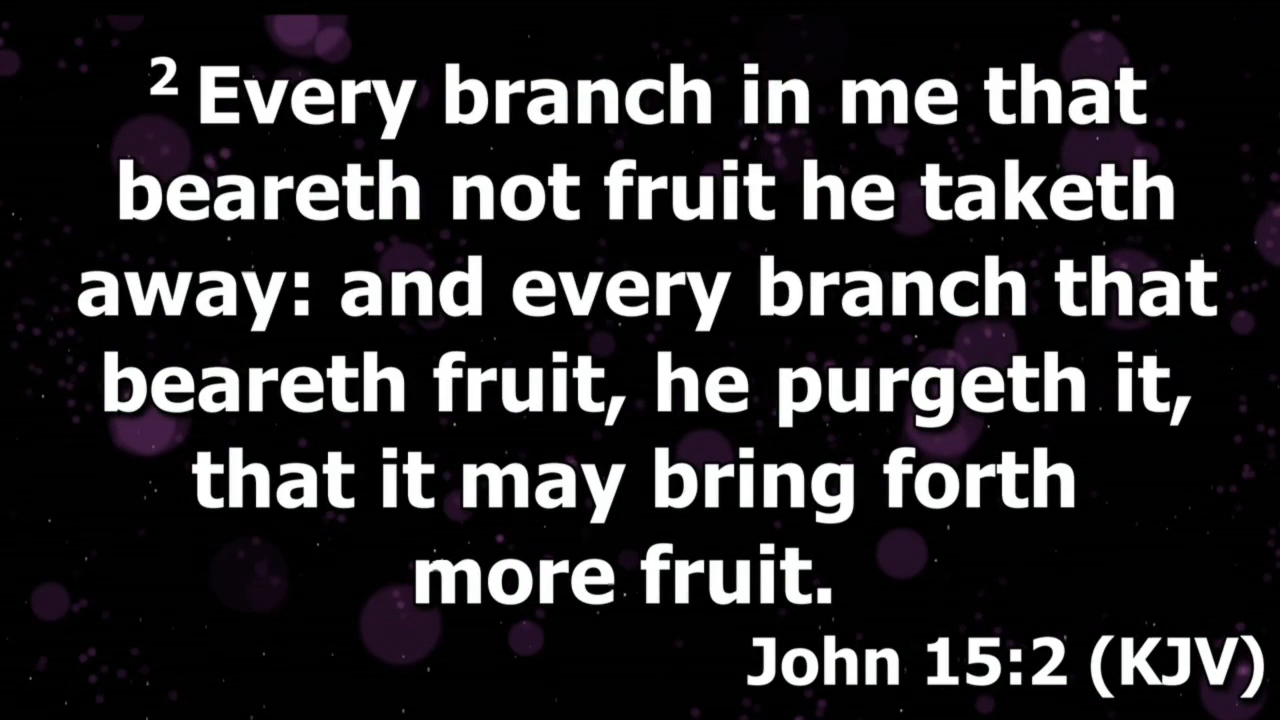 2 Every branch in me that
beareth not fruit he taketh
away: and every branch that
beareth fruit, he purgeth it,
that it may bring forth
more fruit.
John 15:2 (KJV)